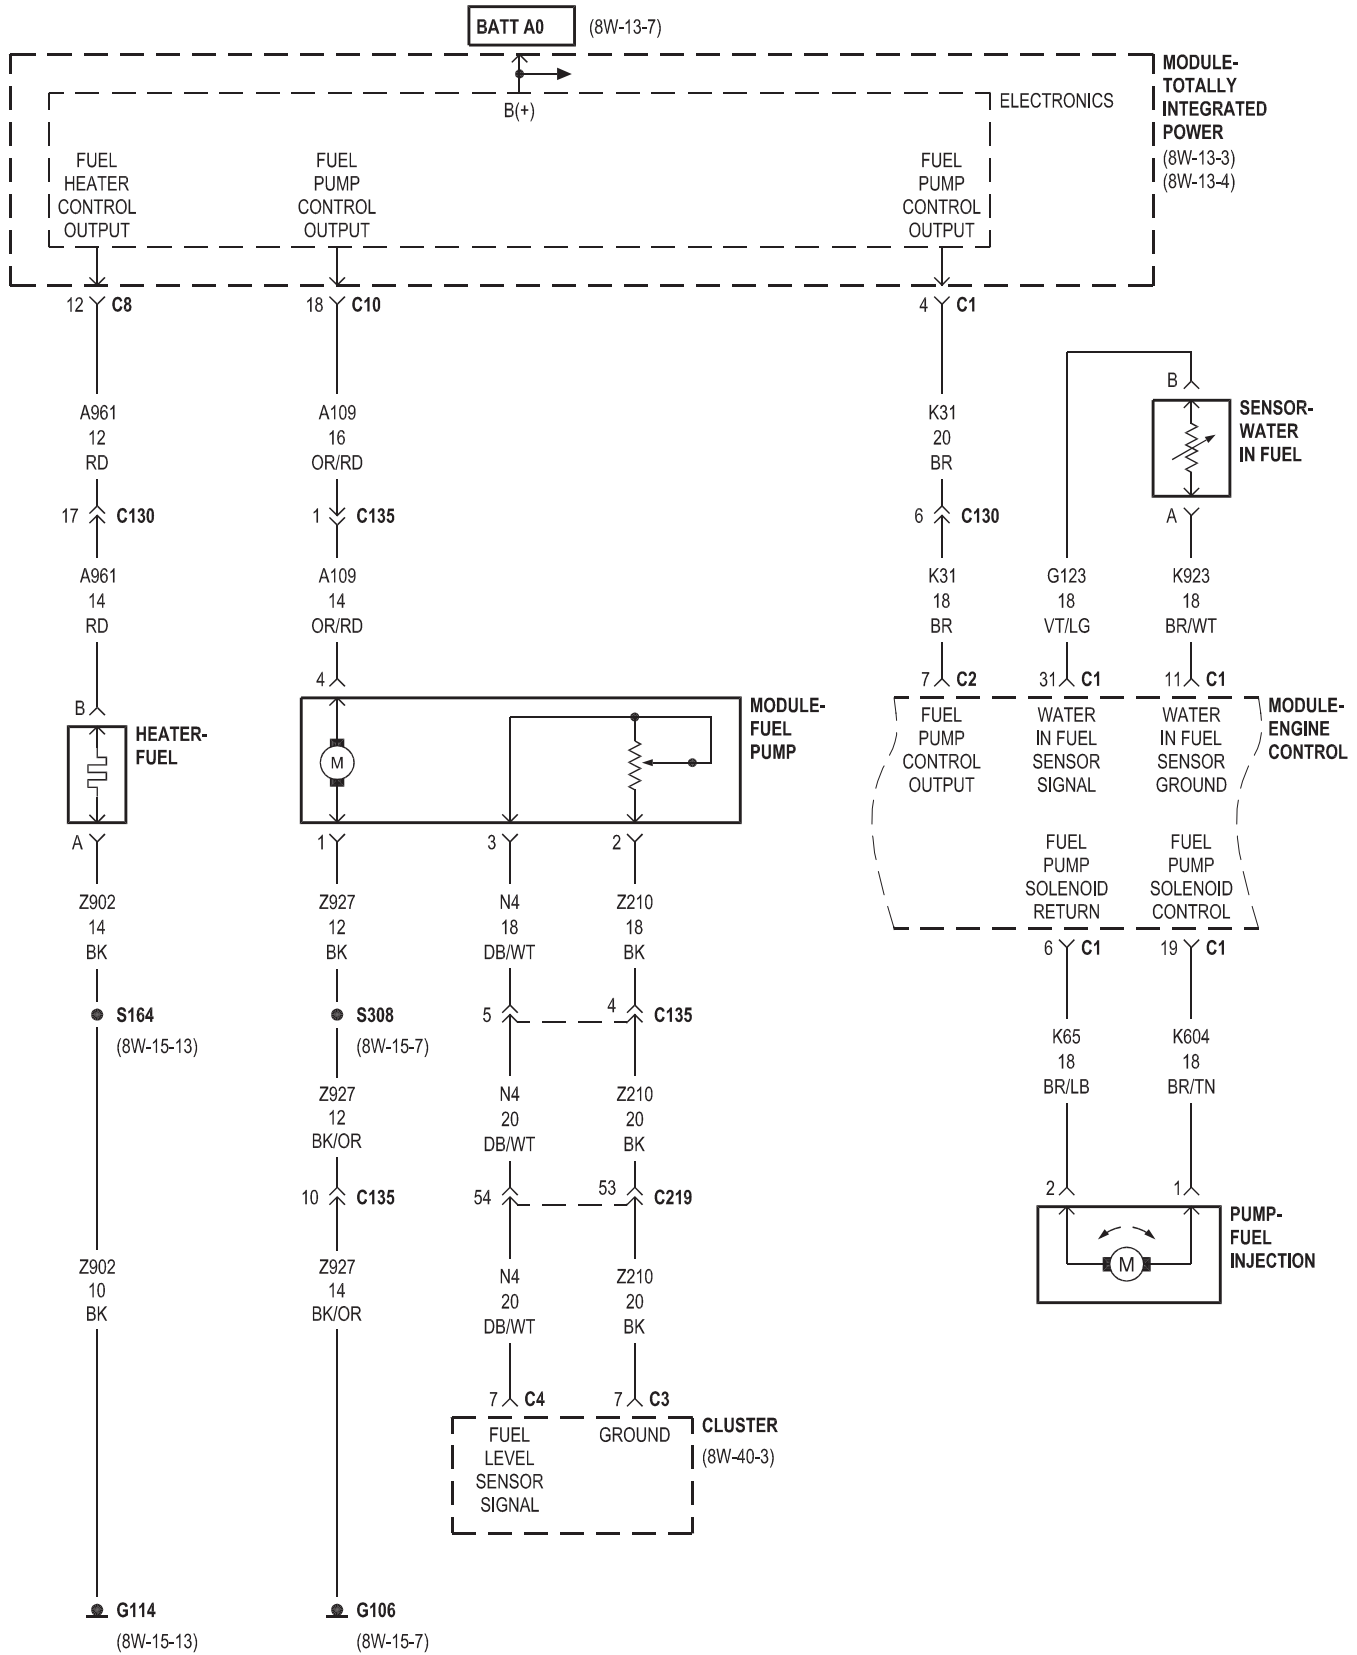 BATT A0 (8W-13-7)
MODULE-
TOTALLY
INTEGRATED
POWER
(8W-13-3)
(8W-13-4)
ELECTRONICS
B(+)
FUEL
HEATER
CONTROL
OUTPUT
FUEL
PUMP
CONTROL
OUTPUT
FUEL
PUMP
CONTROL
OUTPUT
12 C8
18 C10
4 C1
A961
12
RD
A109
16
OR/RD
K31
20
BR
B
SENSOR-
WATER
IN FUEL
A
17 C130
1 C135
6 C130
A961
14
RD
A109
14
OR/RD
K31
18
BR
G123
18
VT/LG
K923
18
BR/WT
B
HEATER-
FUEL
A
4
MODULE-
FUEL
PUMP
M
1
3
2
7 C2
31 C1
11 C1
FUEL
PUMP
CONTROL
OUTPUT
WATER
IN FUEL
SENSOR
SIGNAL
WATER
IN FUEL
SENSOR
GROUND
MODULE-
ENGINE
CONTROL
FUEL
PUMP
SOLENOID
RETURN
FUEL
PUMP
SOLENOID
CONTROL
6 C1
19 C1
Z902
14
BK
Z927
12
BK
N4
18
DB/WT
Z210
18
BK
S164
(8W-15-13)
S308
(8W-15-7)
5
4
C135
K65
18
BR/LB
K604
18
BR/TN
Z927
12
BK/OR
N4
20
DB/WT
Z210
20
BK
10 C135
54
53
C219
2
1
PUMP-
FUEL
INJECTION
M
Z902
10
BK
Z927
14
BK/OR
N4
20
DB/WT
Z210
20
BK
7 C4
7 C3
FUEL
LEVEL
SENSOR
SIGNAL
GROUND
CLUSTER
(8W-40-3)
G114
(8W-15-13)
G106
(8W-15-7)